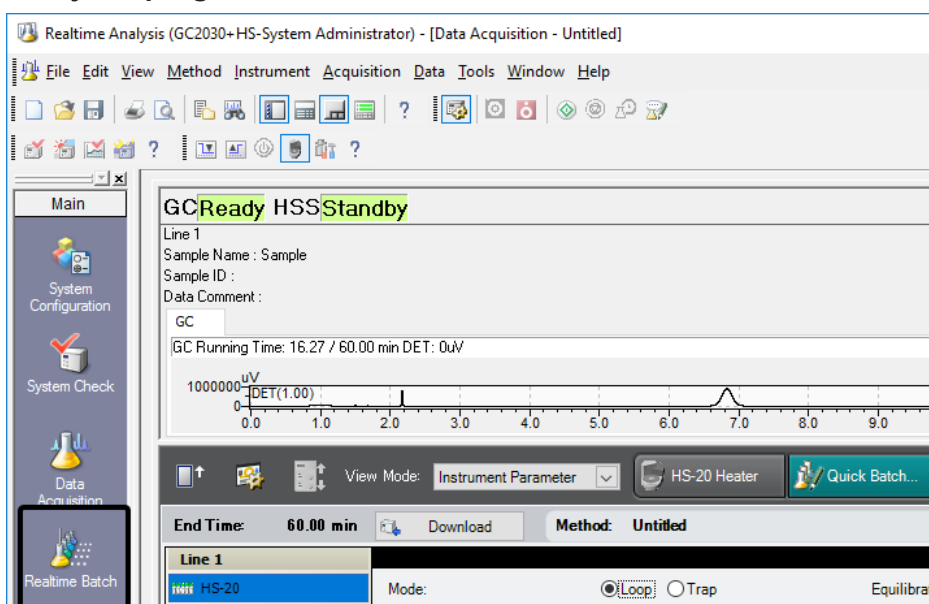 Realtime Analysis (GC2030+HS-System Administrator) - [Data Acquisition - Untitled]
File Edit View Method Instrument Acquisition Data Tools Window Help
?
?
?
Main
GC Ready HSS Standby
Line 1
Sample Name : Sample
Sample ID :
Data Comment :
System
Configuration
GC
GC Running Time: 16.27 / 60.00 min DET: 0uV
System Check
uV
1000000
DET(1.00)
0
0.0 1.0 2.0 3.0 4.0 5.0 6.0 7.0 8.0 9.0
Data
Acquisition
View Mode: Instrument Parameter HS-20 Heater Quick Batch...
End Time: 60.00 min Download Method: Untitled
Realtime Batch
Line 1
HS-20 Mode: Loop Trap Equilibra